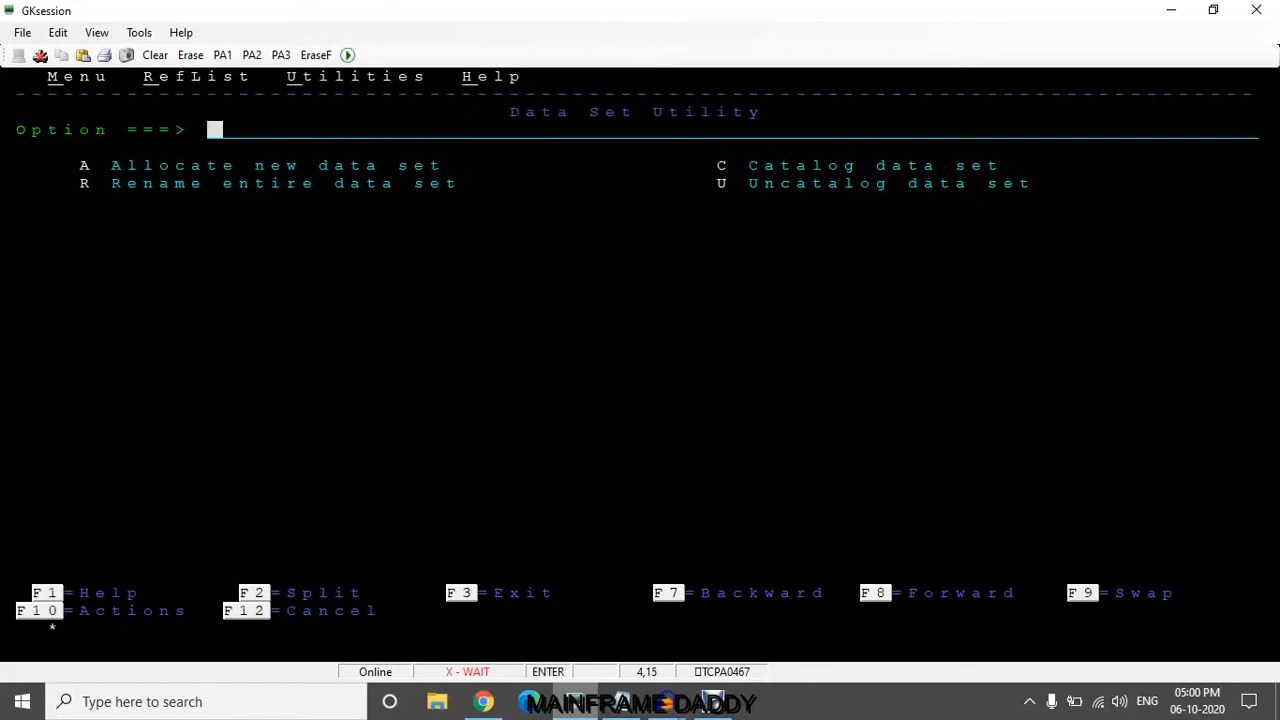 GKsession
File Edit View Tools Help
Clear Erase PA1 PA2 PA3 EraseF
Menu RefList Utilities Help
- - - - - - - - - - - - - - - - - - - - - - - - - - - - - - - - - - - - - - - - - - - - - - - - - - - - - - - - - - - - - - - - - - - - - - - - - - - - - - -
Data Set Utility
Option ===>
A Allocate new data set C Catalog data set
R Rename entire data set U Uncatalog data set
F1=Help F2=Split F3=Exit F7=Backward F8=Forward F9=Swap
F10=Actions F12=Cancel
*
Online X - WAIT ENTER 4,15 TCPA0467
Type here to search MAINFRAME DADDY ENG 05:00 PM
06-10-2020